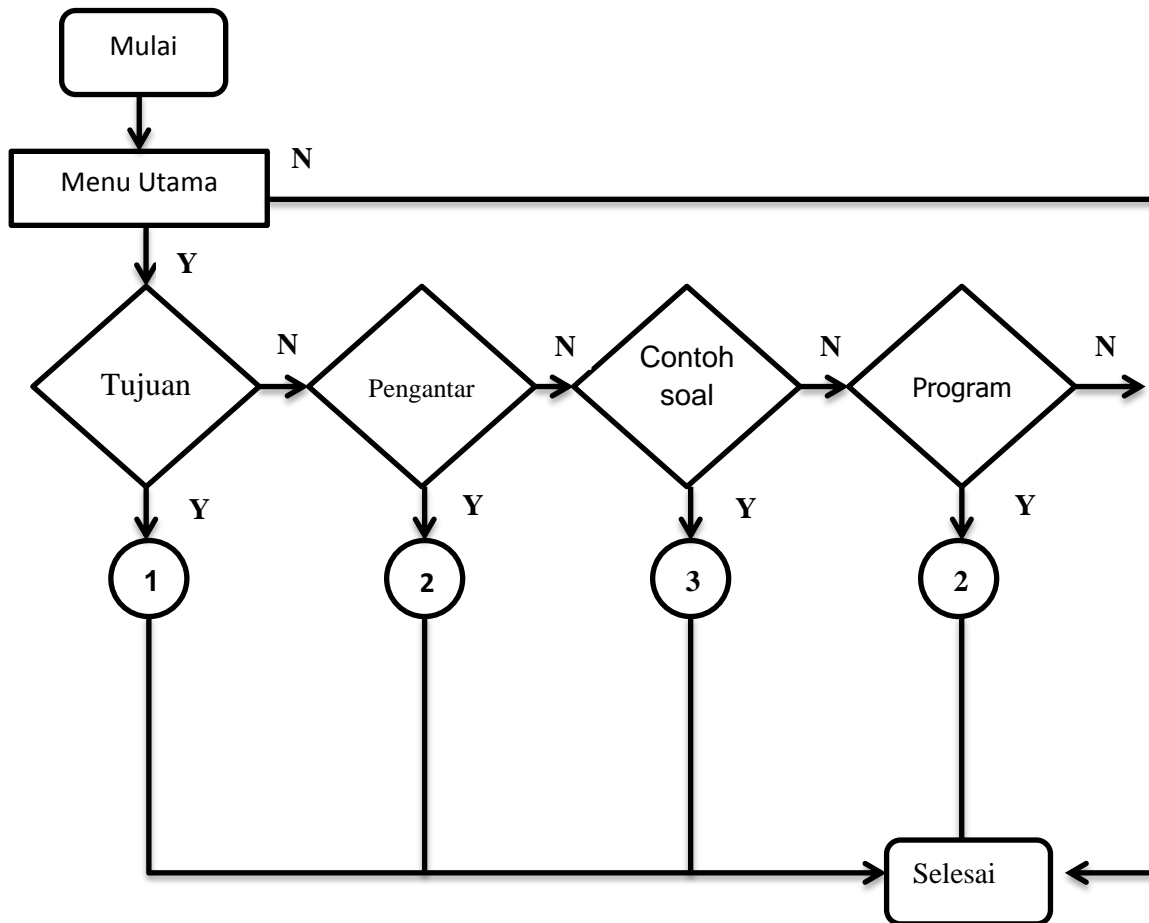 Mulai
N
Menu Utama
Y
N
N
N
N
Tujuan
Pengantar
Contoh
soal
Program
Y
Y
Y
Y
1
2
3
2
Selesai